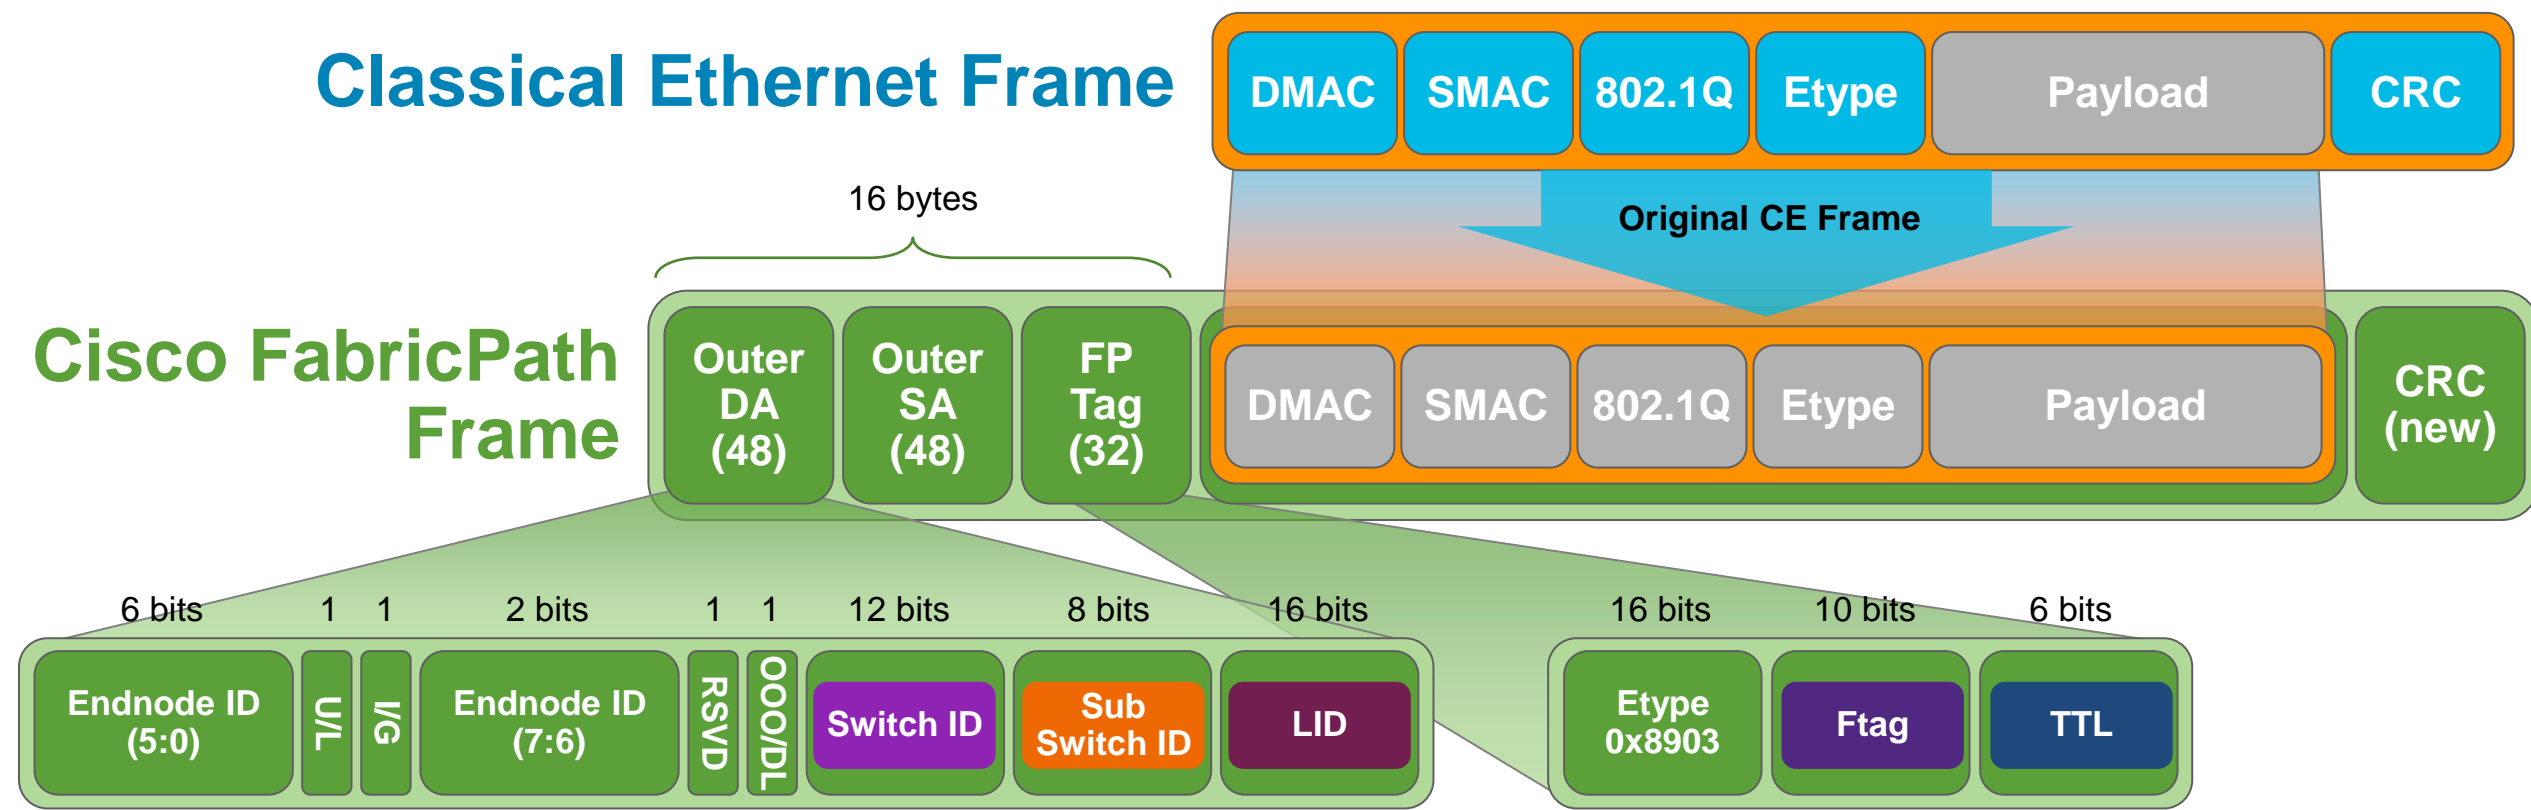 Classical Ethernet Frame
DMAC SMAC 802.1Q Etype Payload CRC
16 bytes
Original CE Frame
Cisco FabricPath
Frame
Outer
DA
(48)
Outer
SA
(48)
FP
Tag
(32)
DMAC SMAC 802.1Q Etype Payload
CRC
(new)
6 bits 1 1 2 bits 1 1 12 bits 8 bits 16 bits
Endnode ID
(5:0)
U/L
I/G
Endnode ID
(7:6)
RSVD
OOO/DL
Switch ID
Sub
Switch ID
LID
16 bits 10 bits 6 bits
Etype
0x8903
Ftag
TTL